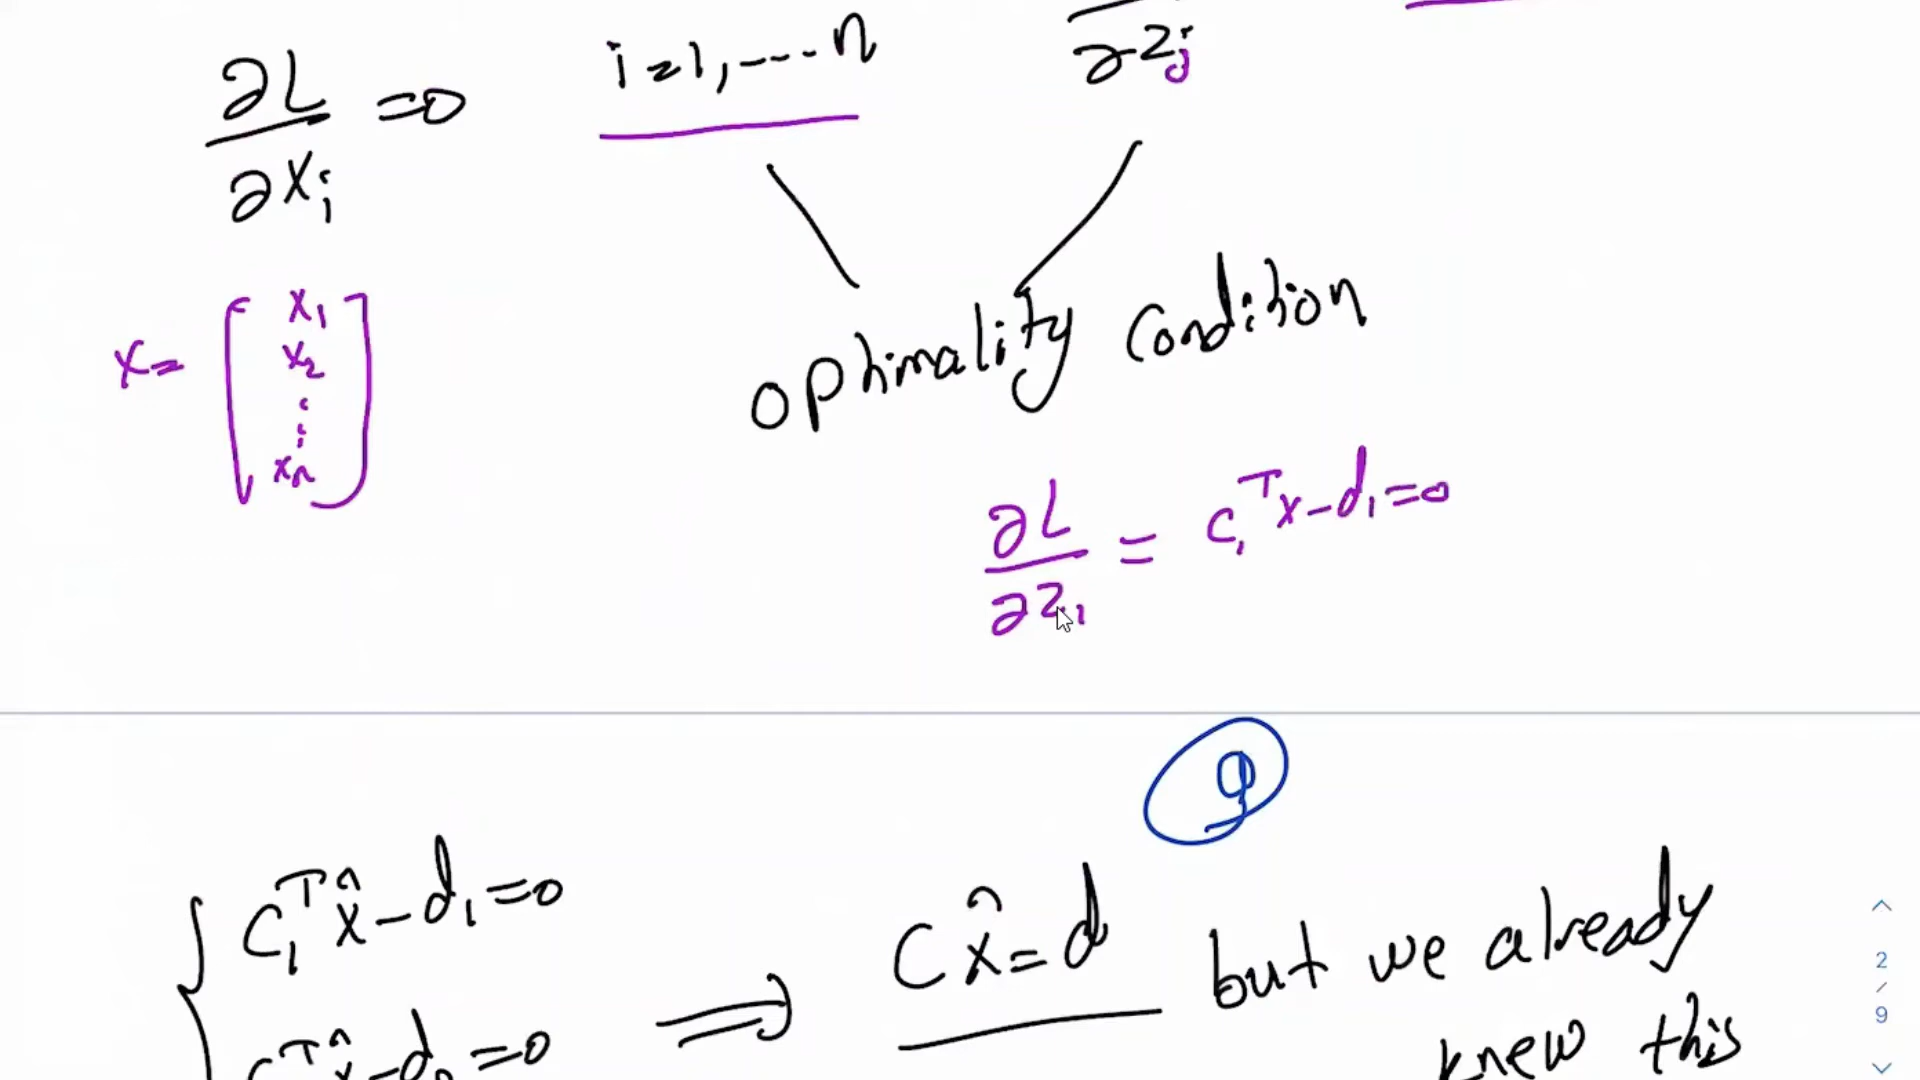 ∂L/∂xᵢ =0 i=1,----n ∂zⱼ
x= [x₁ x₂ ⋮ xₙ]
optimality condition
∂L/∂z₁ = C₁ᵀx-d₁=0
9
C₁ᵀx̂-d₁=0 ⟹ Cx̂=d but we already
knew this
2
/
9